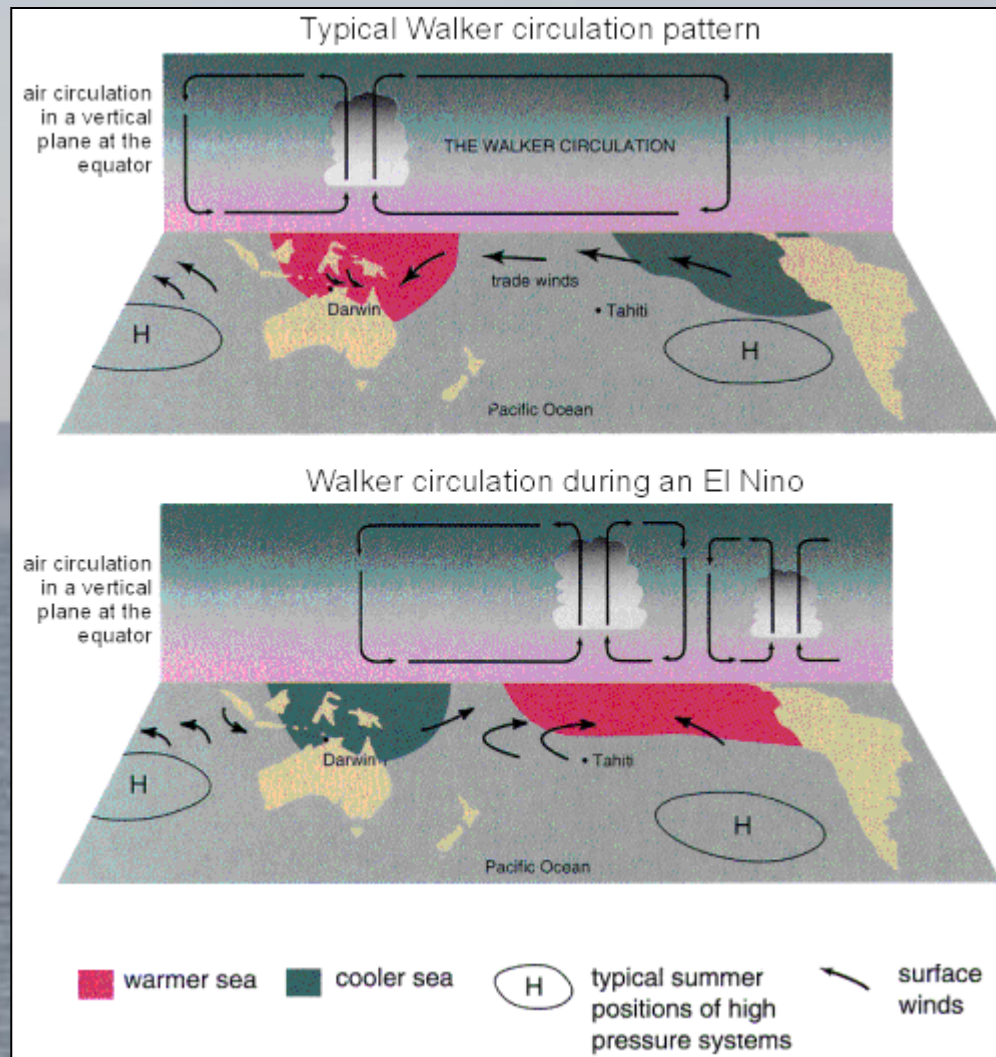 Typical Walker circulation pattern
air circulation
in a vertical
plane at the
equator
THE WALKER CIRCULATION
trade winds
Darwin
Tahiti
H
H
Pacific Ocean
Walker circulation during an El Nino
air circulation
in a vertical
plane at the
equator
Darwin
Tahiti
H
H
Pacific Ocean
warmer sea
cooler sea
H
typical summer
positions of high
pressure systems
surface
winds